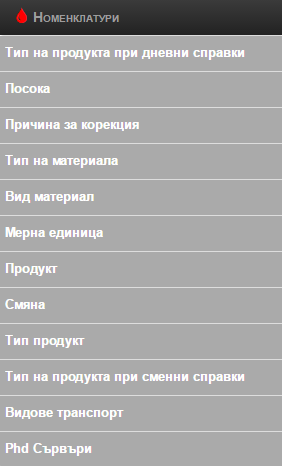 Номенклатури
Тип на продукта при дневни справки
Посока
Причина за корекция
Тип на материала
Вид материал
Мерна единица
Продукт
Смяна
Тип продукт
Тип на продукта при сменни справки
Видове транспорт
Phd Сървъри